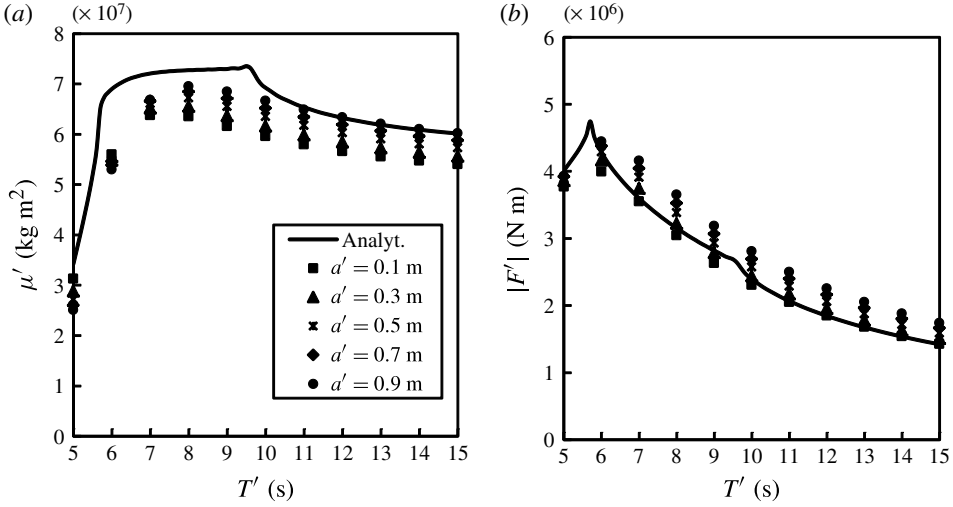 (a) (× 10⁷)
8
7
6
5
4
3
2
1
0
μ′ (kg m²)
5 6 7 8 9 10 11 12 13 14 15
T′ (s)
Analyt.
a′ = 0.1 m
a′ = 0.3 m
a′ = 0.5 m
a′ = 0.7 m
a′ = 0.9 m
(b) (× 10⁶)
6
5
4
3
2
1
0
|F′| (N m)
5 6 7 8 9 10 11 12 13 14 15
T′ (s)